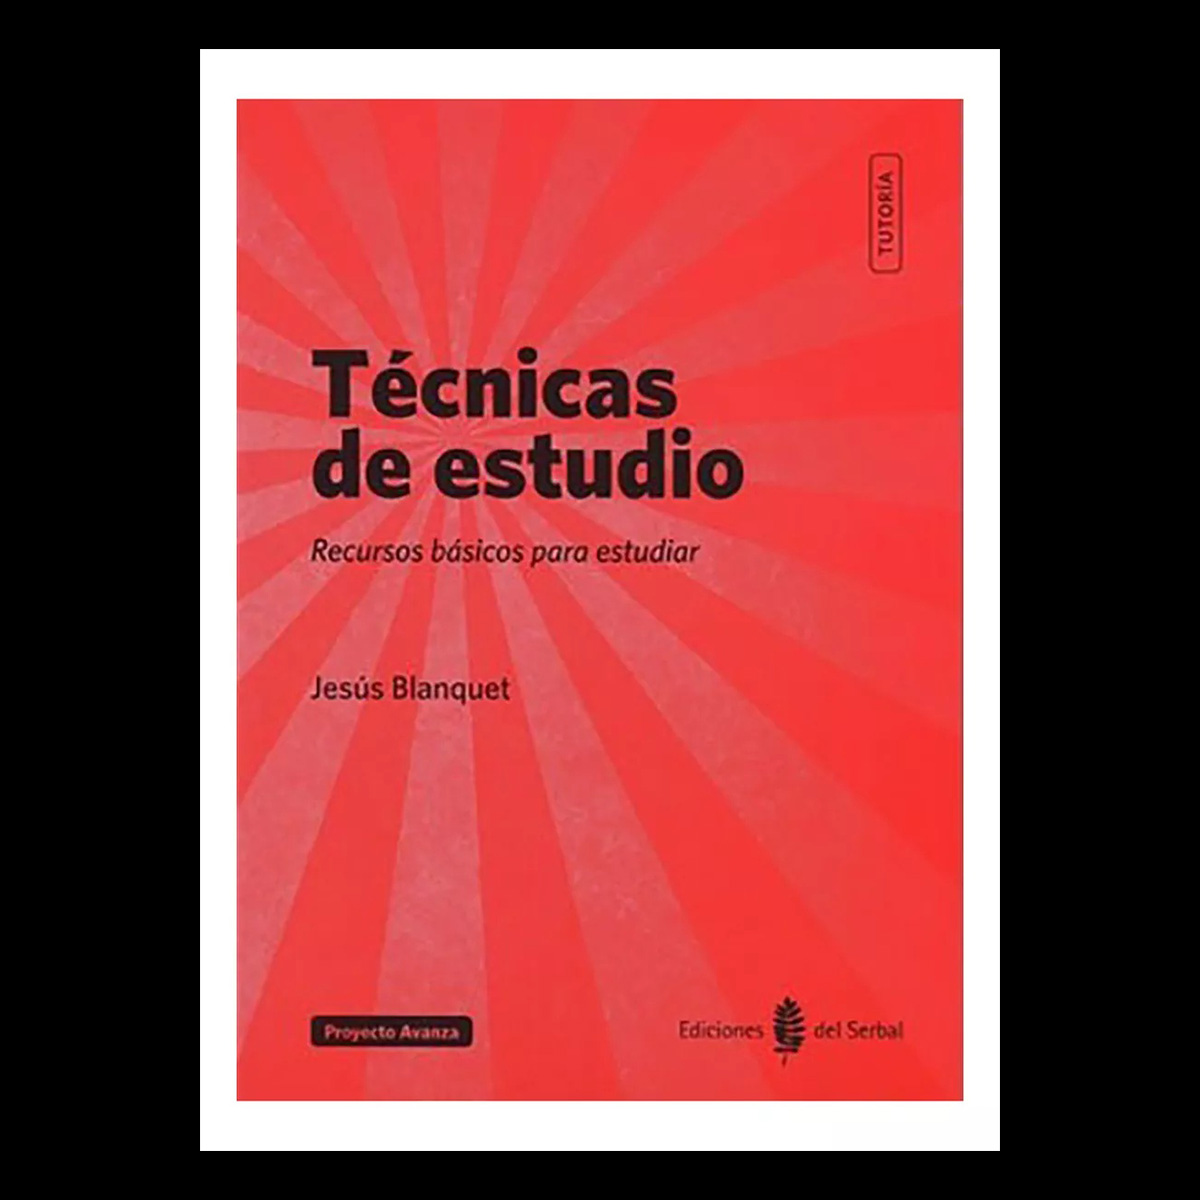 TUTORÍA
Técnicas
de estudio
Recursos básicos para estudiar
Jesús Blanquet
Proyecto Avanza
Ediciones del Serbal